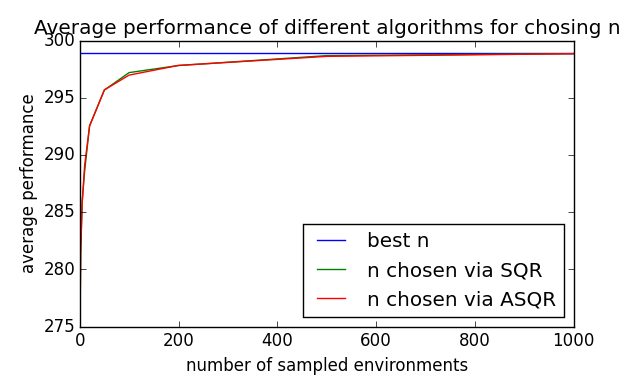 Average performance of different algorithms for chosing n
300
295
290
285
280
275
average performance
best n
n chosen via SQR
n chosen via ASQR
0 200 400 600 800 1000
number of sampled environments